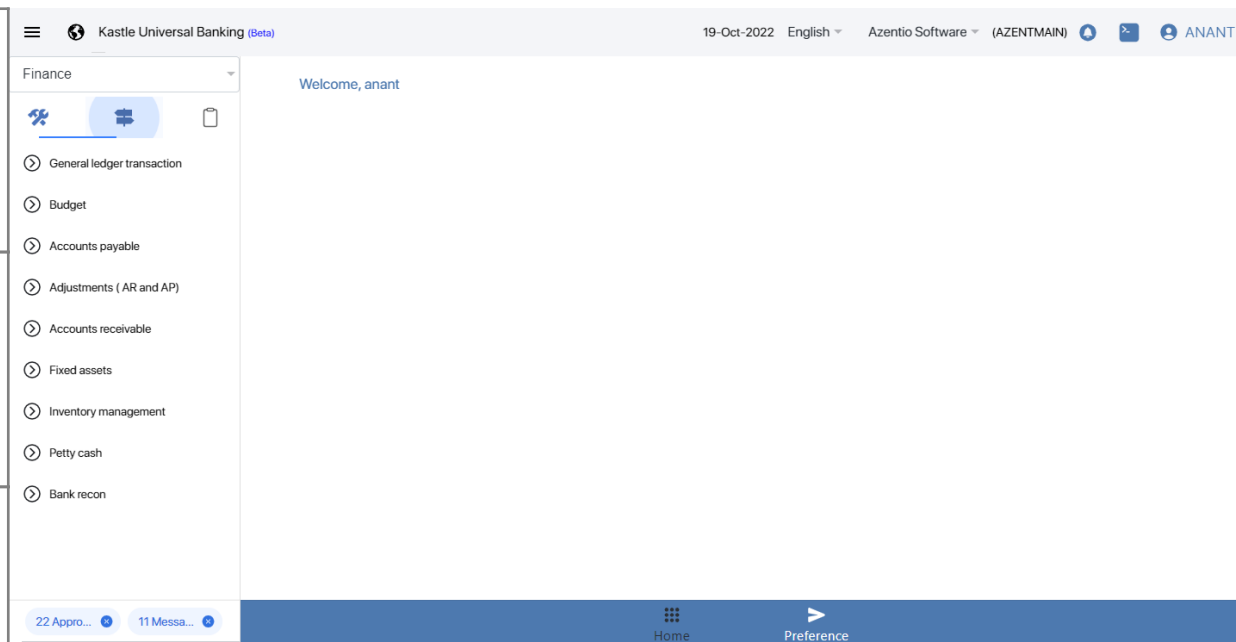 Kastle Universal Banking (Beta) 19-Oct-2022 English Azentio Software (AZENTMAIN) ANANT
Finance
Welcome, anant
General ledger transaction
Budget
Accounts payable
Adjustments ( AR and AP)
Accounts receivable
Fixed assets
Inventory management
Petty cash
Bank recon
22 Appro... 11 Messa...
Home Preference